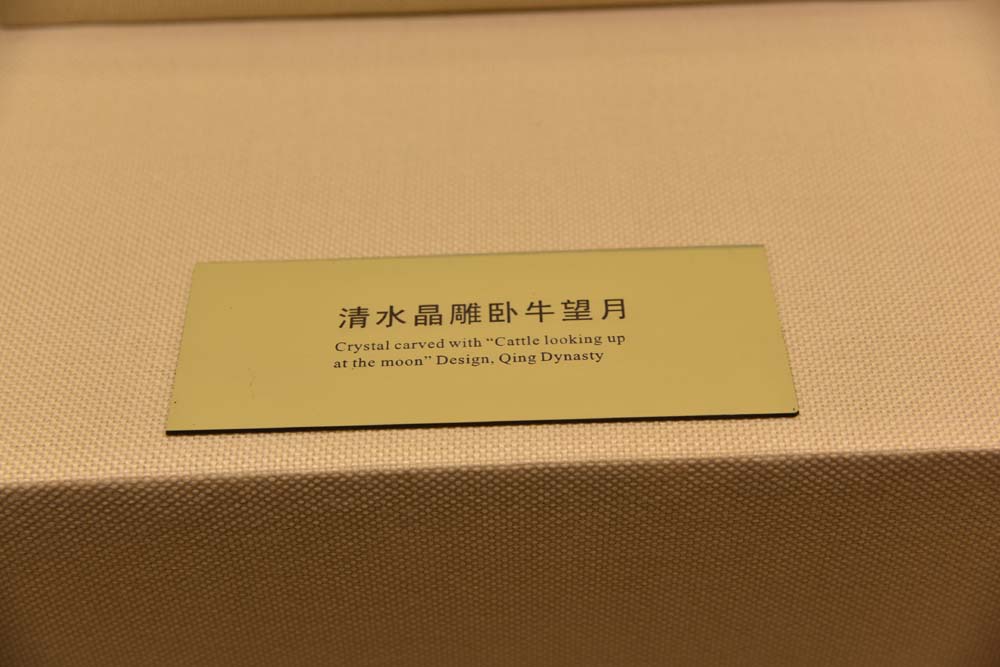 清水晶雕卧牛望月
Crystal carved with “Cattle looking up
at the moon” Design, Qing Dynasty